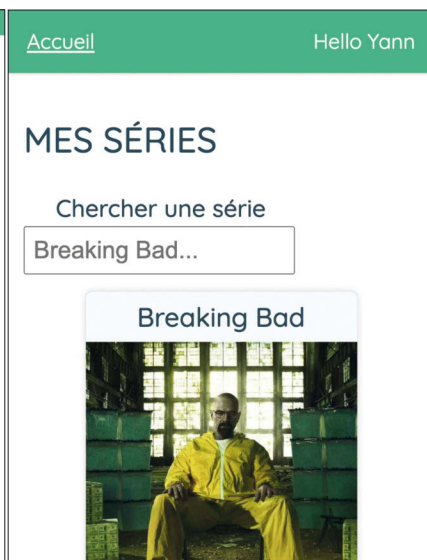 Accueil
Hello Yann
MES SÉRIES
Chercher une série
Breaking Bad...
Breaking Bad